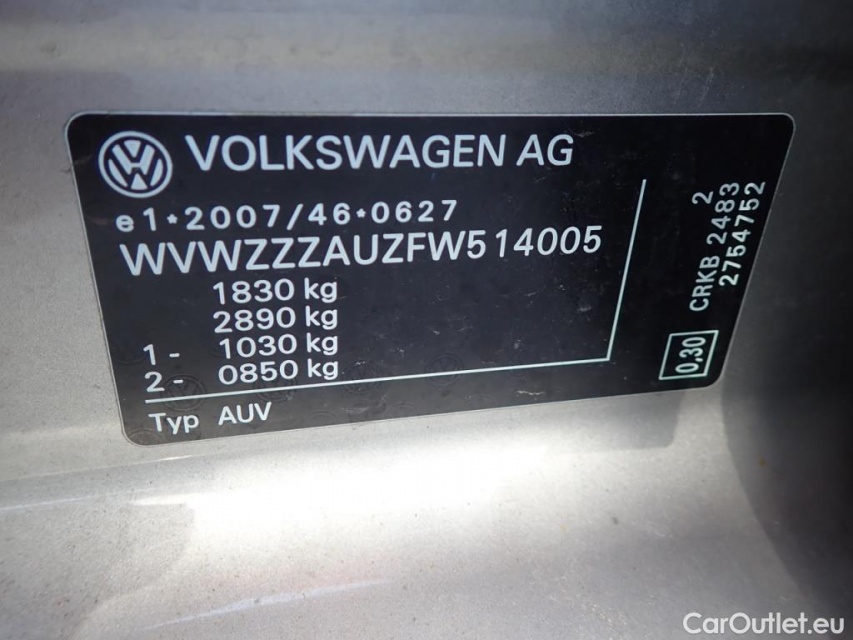 VOLKSWAGEN AG
e1*2007/46*0627
WVWZZZAUZFW514005
1830 kg
2890 kg
1 - 1030 kg
2 - 0850 kg
Typ AUV
2
CRKB 2483
2754752
0,30
CarOutlet.eu